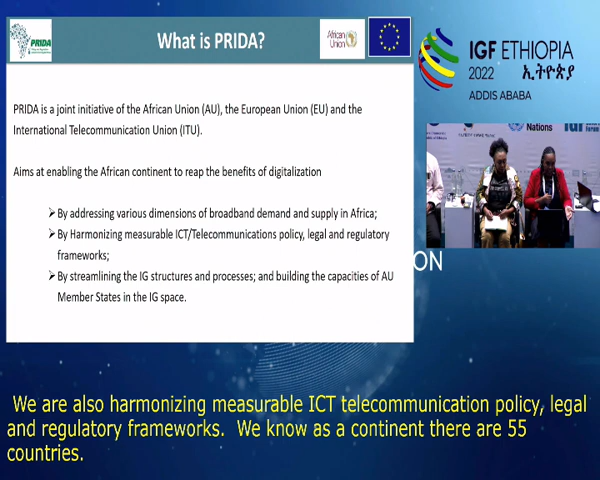 PRIDA
What is PRIDA?
African
Union
PRIDA is a joint initiative of the African Union (AU), the European Union (EU) and the
International Telecommunication Union (ITU).
Aims at enabling the African continent to reap the benefits of digitalization
➢ By addressing various dimensions of broadband demand and supply in Africa;
➢ By Harmonizing measurable ICT/Telecommunications policy, legal and regulatory
frameworks;
➢ By streamlining the IG structures and processes; and building the capacities of AU
Member States in the IG space.
IGF ETHIOPIA
2022 ኢትዮጵያ
ADDIS ABABA
Nations
ON
We are also harmonizing measurable ICT telecommunication policy, legal
and regulatory frameworks. We know as a continent there are 55
countries.